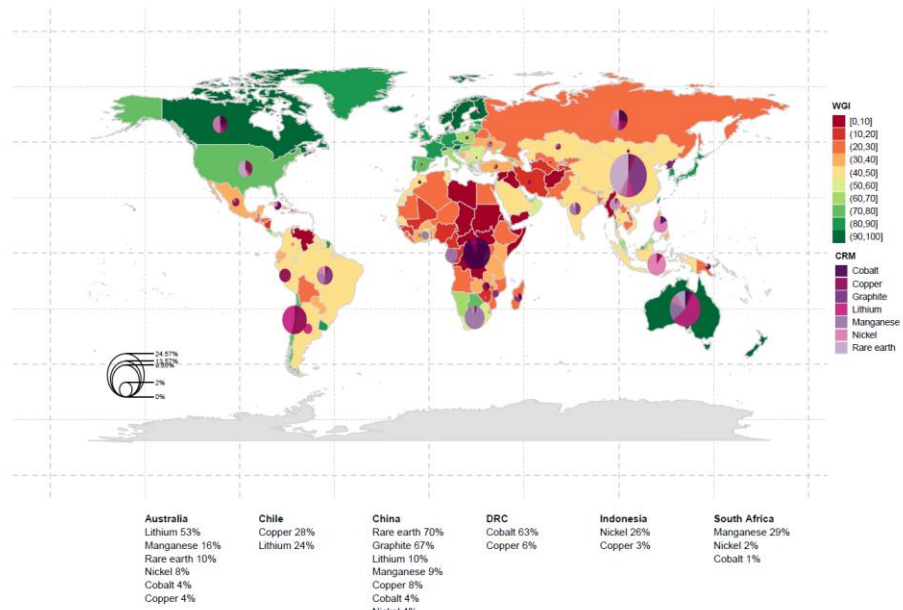 WGI
[0,10]
(10,20]
(20,30]
(30,40]
(40,50]
(50,60]
(60,70]
(70,80]
(80,90]
(90,100]
CRM
Cobalt
Copper
Graphite
Lithium
Manganese
Nickel
Rare earth
24.57%
2%
0%
Australia
Lithium 53%
Manganese 16%
Rare earth 10%
Nickel 8%
Cobalt 4%
Copper 4%
Chile
Copper 28%
Lithium 24%
China
Rare earth 70%
Graphite 67%
Lithium 10%
Manganese 9%
Copper 8%
Cobalt 4%
Nickel 4%
DRC
Cobalt 63%
Copper 6%
Indonesia
Nickel 26%
Copper 3%
South Africa
Manganese 29%
Nickel 2%
Cobalt 1%